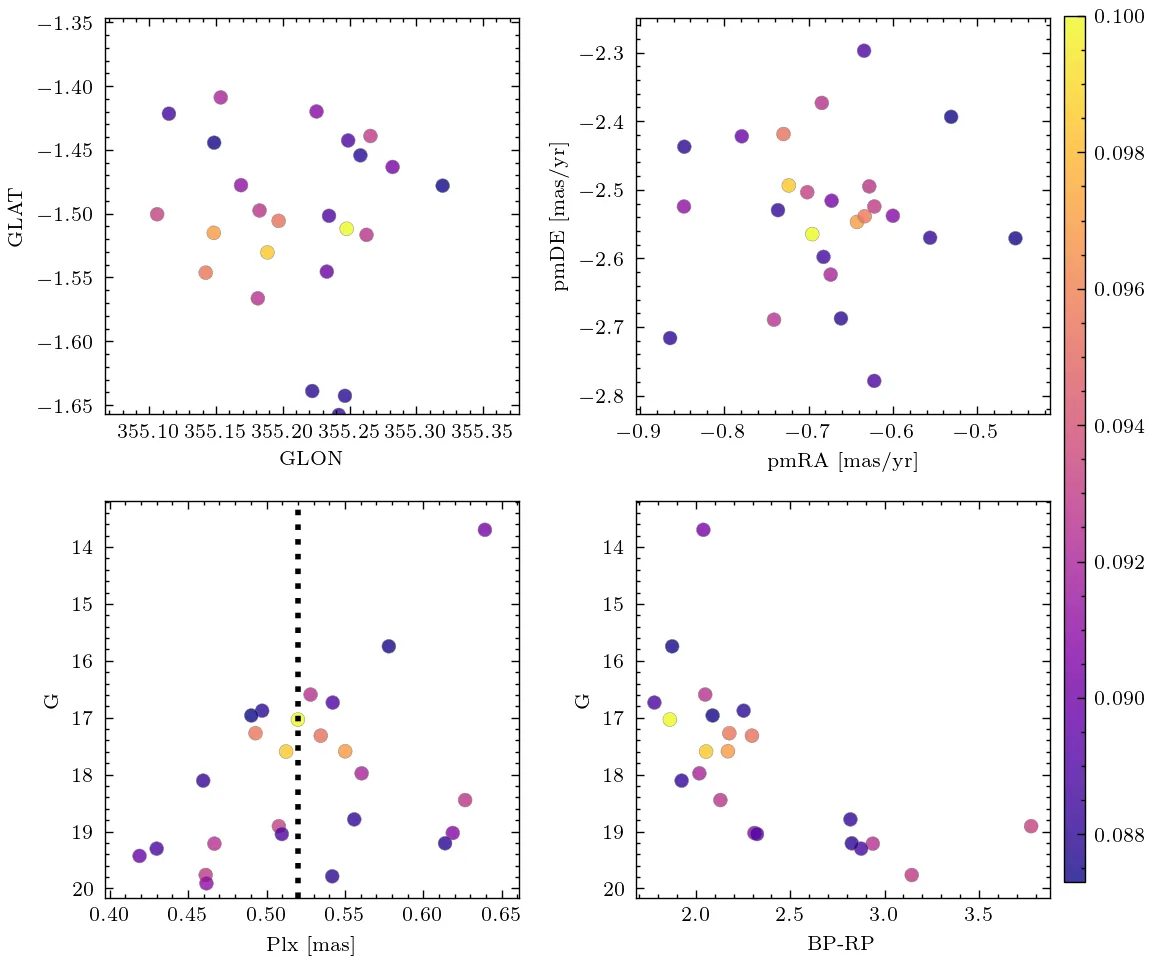 −1.35
−1.40
−1.45
−1.50
−1.55
−1.60
−1.65
GLAT
355.10 355.15 355.20 355.25 355.30 355.35
GLON
−2.3
−2.4
−2.5
−2.6
−2.7
−2.8
pmDE [mas/yr]
−0.9 −0.8 −0.7 −0.6 −0.5
pmRA [mas/yr]
0.100
0.098
0.096
0.094
0.092
0.090
0.088
14
15
16
17
18
19
20
G
0.40 0.45 0.50 0.55 0.60 0.65
Plx [mas]
14
15
16
17
18
19
20
G
2.0 2.5 3.0 3.5
BP-RP